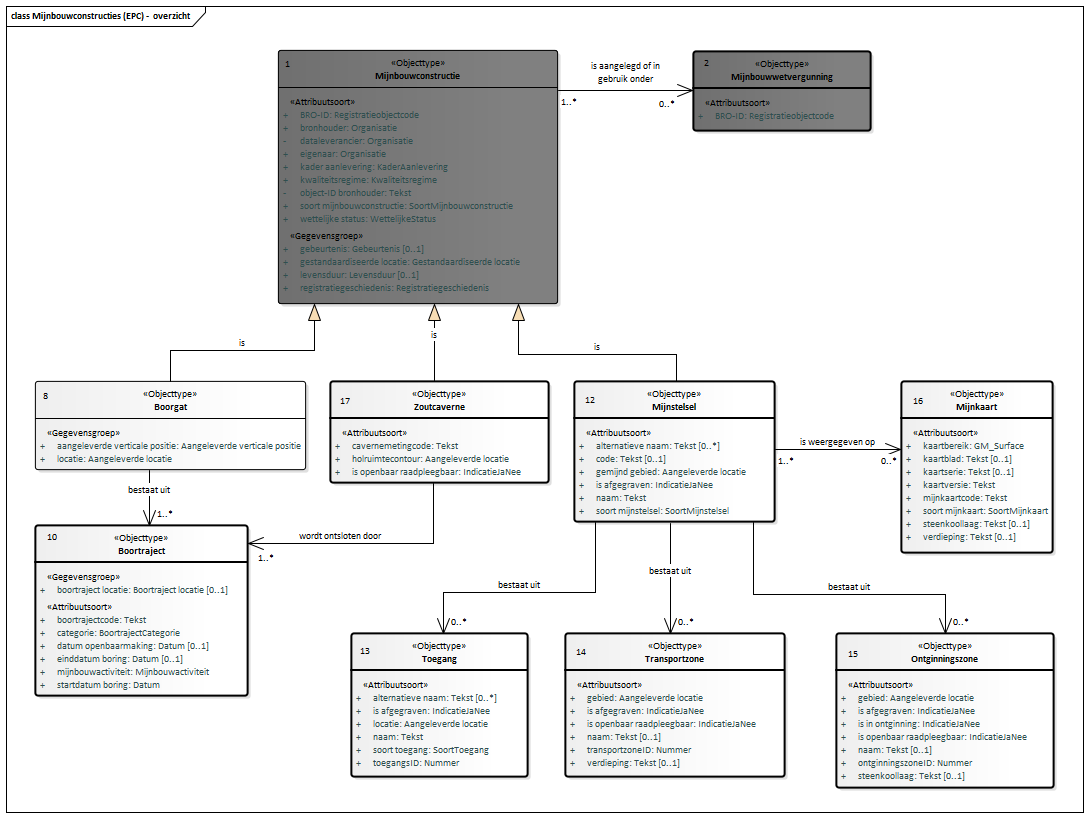 class Mijnbouwconstructies (EPC) - overzicht
1
«Objecttype»
Mijnbouwconstructie
«Attribuutsoort»
+ BRO-ID: Registratieobjectcode
+ bronhouder: Organisatie
- dataleverancier: Organisatie
+ eigenaar: Organisatie
+ kader aanlevering: KaderAanlevering
+ kwaliteitsregime: Kwaliteitsregime
- object-ID bronhouder: Tekst
+ soort mijnbouwconstructie: SoortMijnbouwconstructie
+ wettelijke status: WettelijkeStatus
«Gegevensgroep»
+ gebeurtenis: Gebeurtenis [0..1]
+ gestandaardiseerde locatie: Gestandaardiseerde locatie
+ levensduur: Levensduur [0..1]
+ registratiegeschiedenis: Registratiegeschiedenis
is aangelegd of in
gebruik onder
1..*
0..*
2
«Objecttype»
Mijnbouwwetvergunning
«Attribuutsoort»
+ BRO-ID: Registratieobjectcode
is
is
is
8
«Objecttype»
Boorgat
«Gegevensgroep»
+ aangeleverde verticale positie: Aangeleverde verticale positie
+ locatie: Aangeleverde locatie
17
«Objecttype»
Zoutcaverne
«Attribuutsoort»
+ cavernemetingcode: Tekst
+ holruimtecontour: Aangeleverde locatie
+ is openbaar raadpleegbaar: IndicatieJaNee
12
«Objecttype»
Mijnstelsel
«Attribuutsoort»
+ alternatieve naam: Tekst [0..*]
+ code: Tekst [0..1]
+ gemijnd gebied: Aangeleverde locatie
+ is afgegraven: IndicatieJaNee
+ naam: Tekst
+ soort mijnstelsel: SoortMijnstelsel
is weergegeven op
1..*
0..*
16
«Objecttype»
Mijnkaart
«Attribuutsoort»
+ kaartbereik: GM_Surface
+ kaartblad: Tekst [0..1]
+ kaartserie: Tekst [0..1]
+ kaartversie: Tekst
+ mijnkaartcode: Tekst
+ soort mijnkaart: SoortMijnkaart
+ steenkoollaag: Tekst [0..1]
+ verdieping: Tekst [0..1]
bestaat uit
1..*
10
«Objecttype»
Boortraject
«Gegevensgroep»
+ boortraject locatie: Boortraject locatie [0..1]
«Attribuutsoort»
+ boortrajectcode: Tekst
+ categorie: BoortrajectCategorie
+ datum openbaarmaking: Datum [0..1]
+ einddatum boring: Datum [0..1]
+ mijnbouwactiviteit: Mijnbouwactiviteit
+ startdatum boring: Datum
wordt ontsloten door
1..*
bestaat uit
0..*
bestaat uit
0..*
bestaat uit
0..*
13
«Objecttype»
Toegang
«Attribuutsoort»
+ alternatieve naam: Tekst [0..*]
+ is afgegraven: IndicatieJaNee
+ locatie: Aangeleverde locatie
+ naam: Tekst
+ soort toegang: SoortToegang
+ toegangsID: Nummer
14
«Objecttype»
Transportzone
«Attribuutsoort»
+ gebied: Aangeleverde locatie
+ is afgegraven: IndicatieJaNee
+ is openbaar raadpleegbaar: IndicatieJaNee
+ naam: Tekst [0..1]
+ transportzoneID: Nummer
+ verdieping: Tekst [0..1]
15
«Objecttype»
Ontginningszone
«Attribuutsoort»
+ gebied: Aangeleverde locatie
+ is afgegraven: IndicatieJaNee
+ is in ontginning: IndicatieJaNee
+ is openbaar raadpleegbaar: IndicatieJaNee
+ naam: Tekst [0..1]
+ ontginningszoneID: Nummer
+ steenkoollaag: Tekst [0..1]